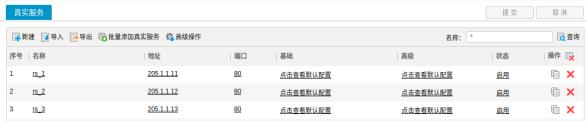 真实服务 提交 取消
新建 导入 导出 批量添加真实服务 高级操作 名称: * 查询
序号 名称 地址 端口 基础 高级 状态 操作
1 rs_1 205.1.1.11 80 点击查看默认配置 点击查看默认配置 启用
2 rs_2 205.1.1.12 80 点击查看默认配置 点击查看默认配置 启用
3 rs_3 205.1.1.13 80 点击查看默认配置 点击查看默认配置 启用